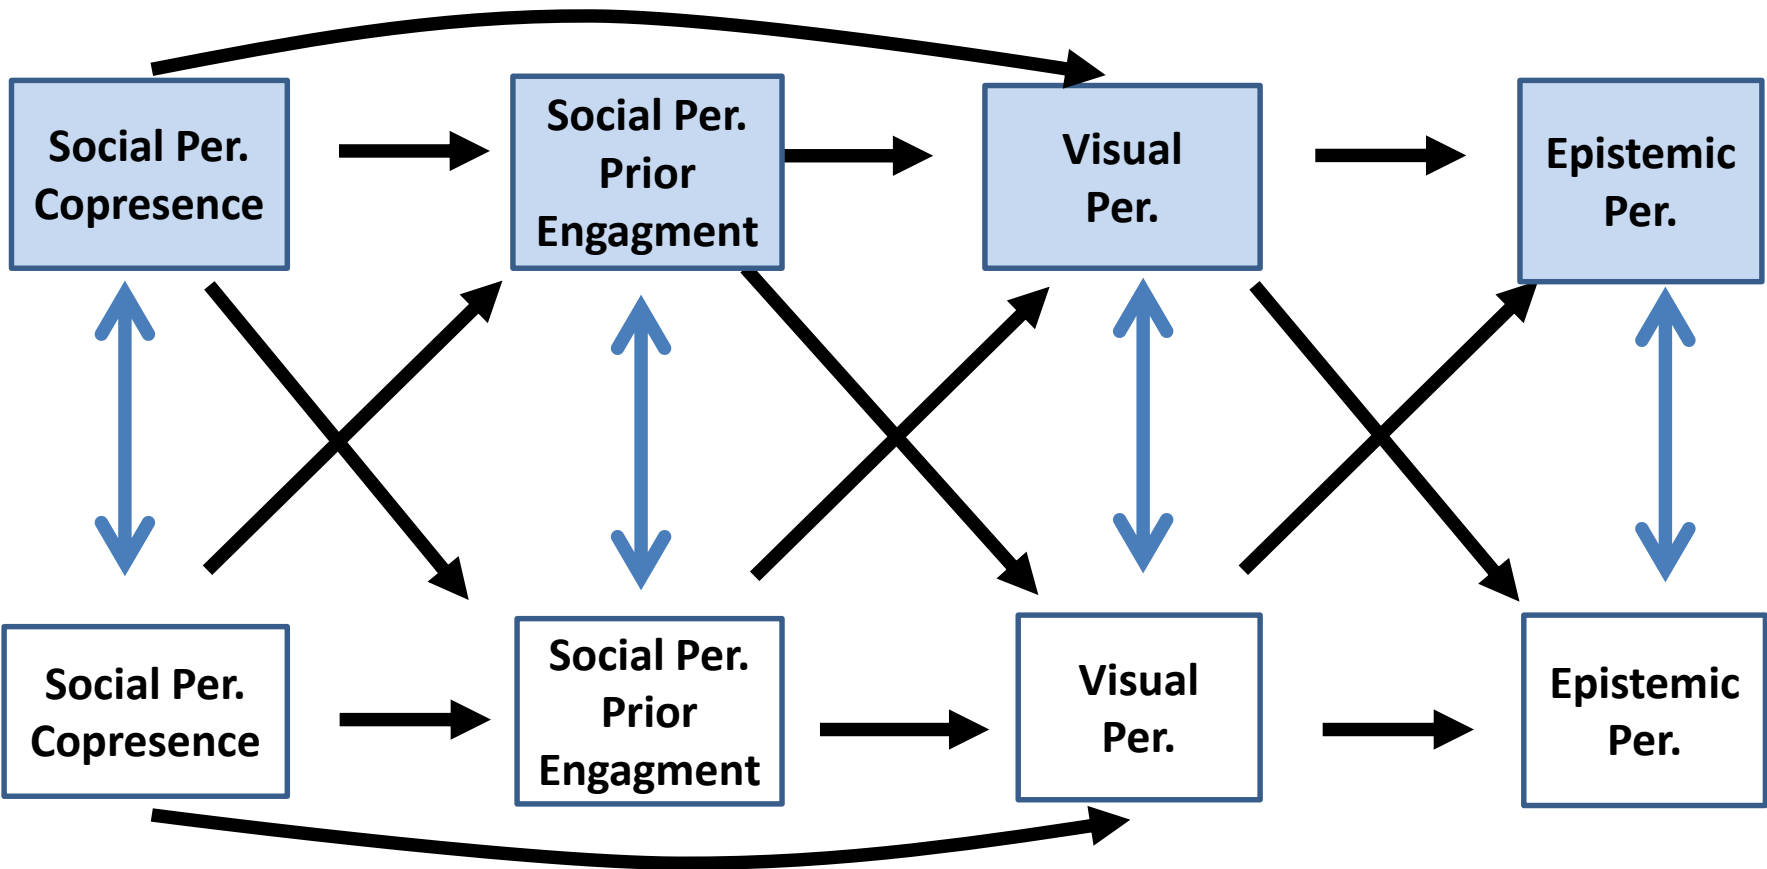 Social Per.
Copresence
Social Per.
Prior
Engagment
Visual
Per.
Epistemic
Per.
Social Per.
Copresence
Social Per.
Prior
Engagment
Visual
Per.
Epistemic
Per.